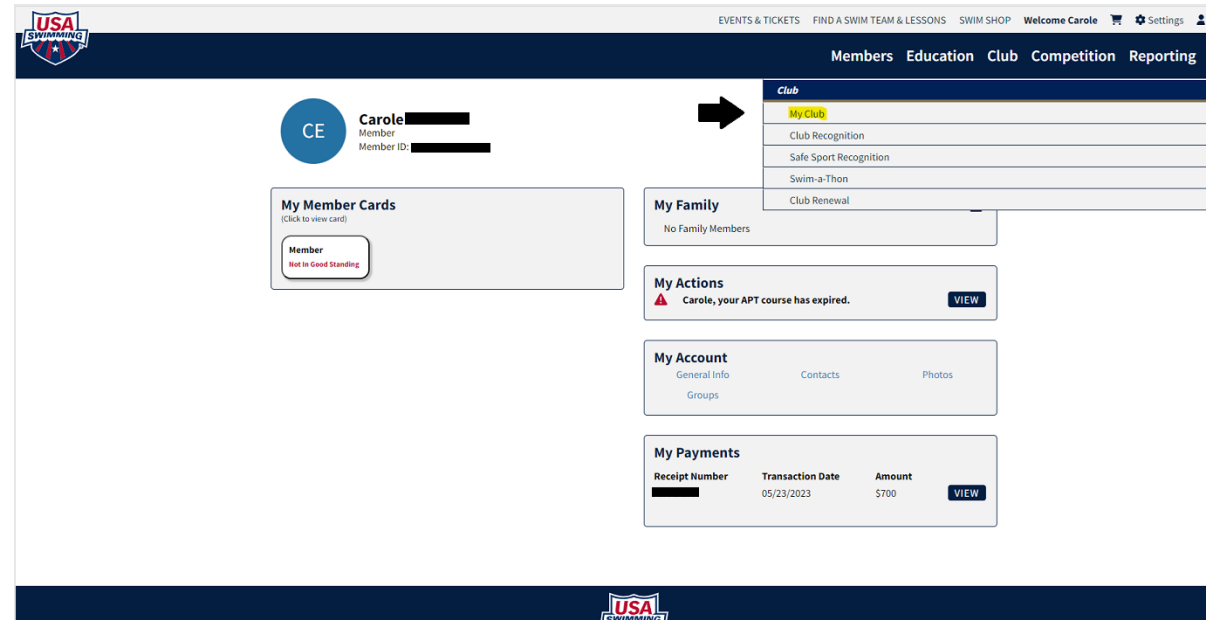 USA
SWIMMING
EVENTS & TICKETS FIND A SWIM TEAM & LESSONS SWIM SHOP Welcome Carole Settings
Members Education Club Competition Reporting
Club
My Club
Club Recognition
Safe Sport Recognition
Swim-a-Thon
Club Renewal
CE
Carole
Member
Member ID:
My Member Cards
(Click to view card)
Member
Not In Good Standing
My Family
No Family Members
My Actions
Carole, your APT course has expired.
VIEW
My Account
General Info Contacts Photos
Groups
My Payments
Receipt Number Transaction Date Amount
05/23/2023 $700 VIEW
USA
SWIMMING